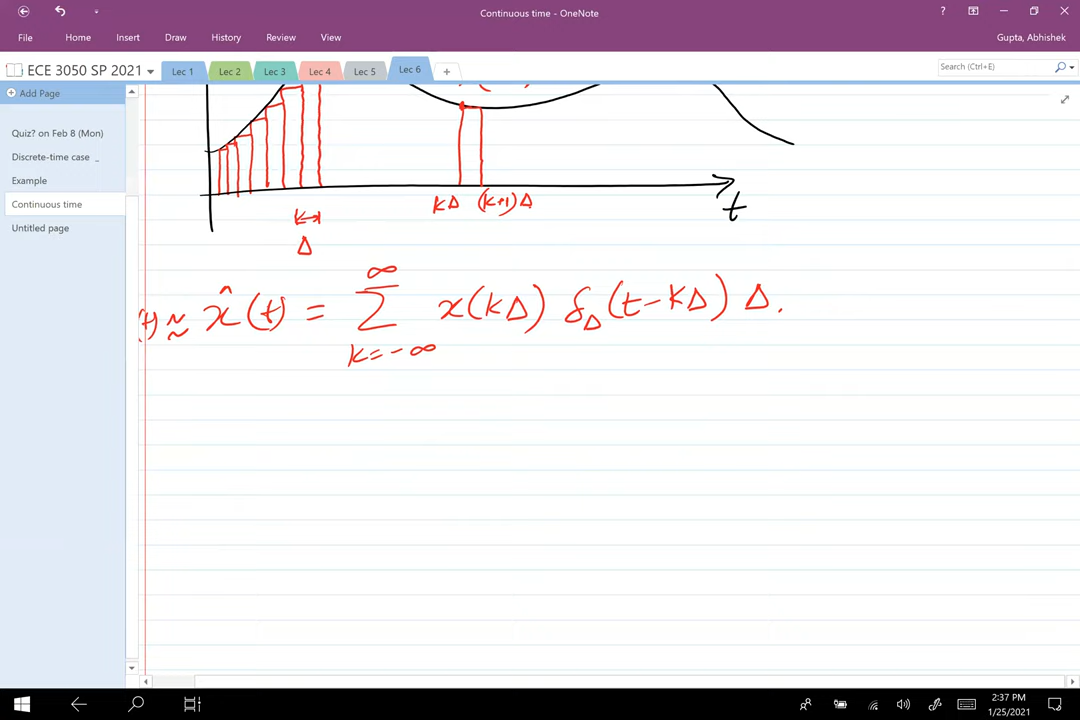 Continuous time - OneNote
? Gupta, Abhishek
File Home Insert Draw History Review View
ECE 3050 SP 2021 Lec 1 Lec 2 Lec 3 Lec 4 Lec 5 Lec 6 + Search (Ctrl+E)
Add Page
Quiz? on Feb 8 (Mon)
Discrete-time case _
Example
Continuous time
Untitled page
kΔ (k+1)Δ
t
Δ
(t) ≈ x̂(t) = ∑_{k=-∞}^{∞} x(kΔ) δ_Δ(t-kΔ) Δ.
2:37 PM
1/25/2021